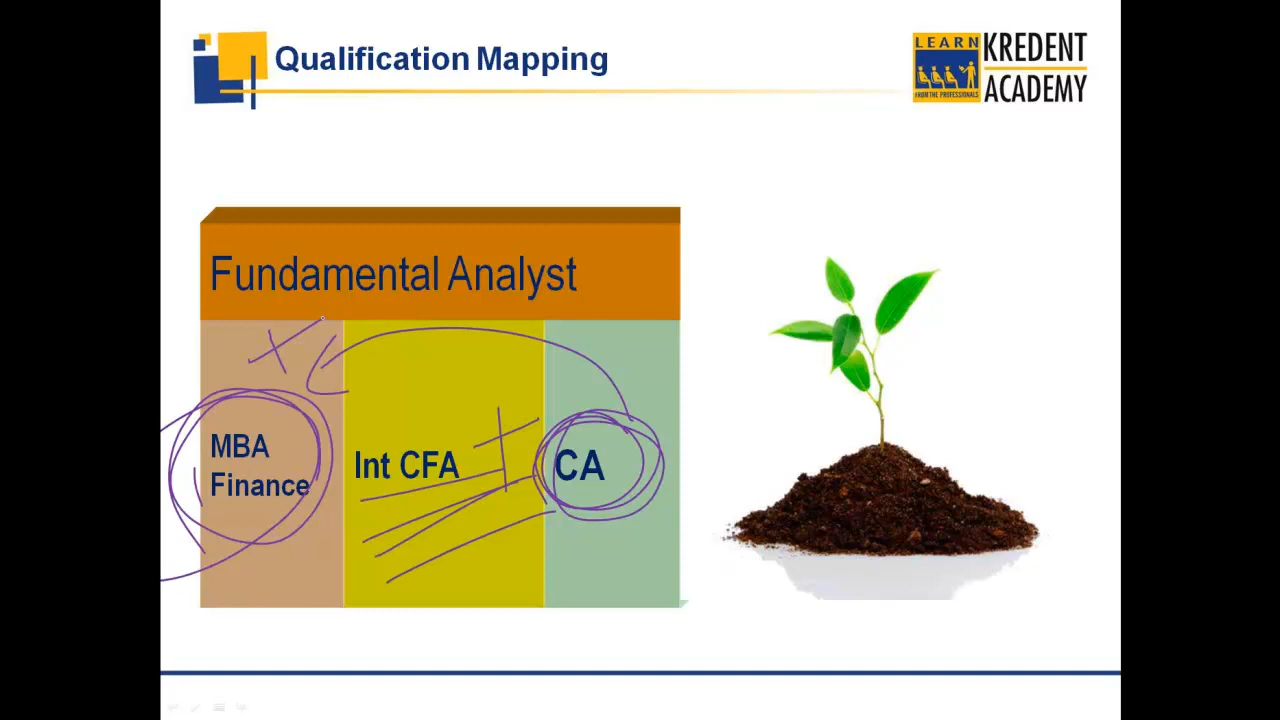 Qualification Mapping
LEARN
FROM THE PROFESSIONALS
KREDENT
ACADEMY
Fundamental Analyst
MBA
Finance
Int CFA
CA